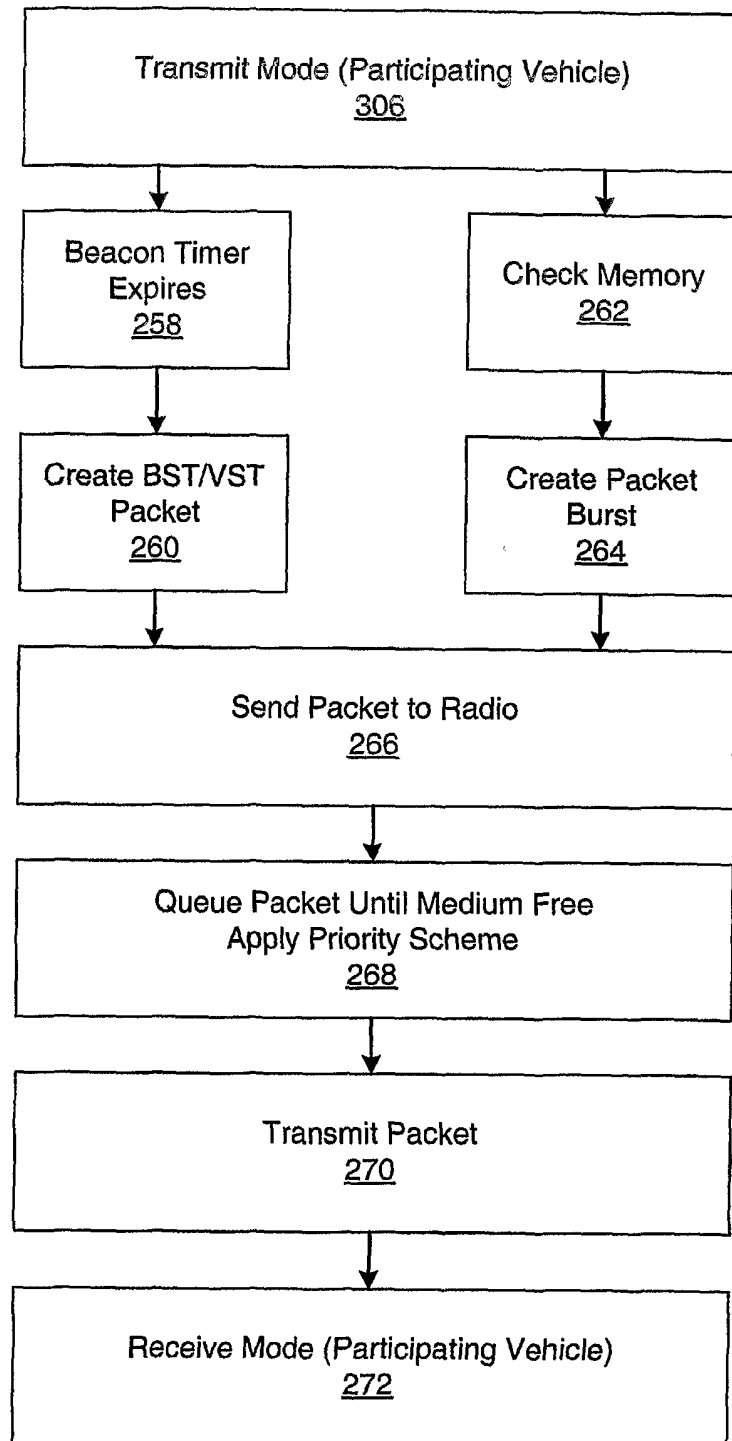 Transmit Mode (Participating Vehicle)
306
Beacon Timer
Expires
258
Check Memory
262
Create BST/VST
Packet
260
Create Packet
Burst
264
Send Packet to Radio
266
Queue Packet Until Medium Free
Apply Priority Scheme
268
Transmit Packet
270
Receive Mode (Participating Vehicle)
272